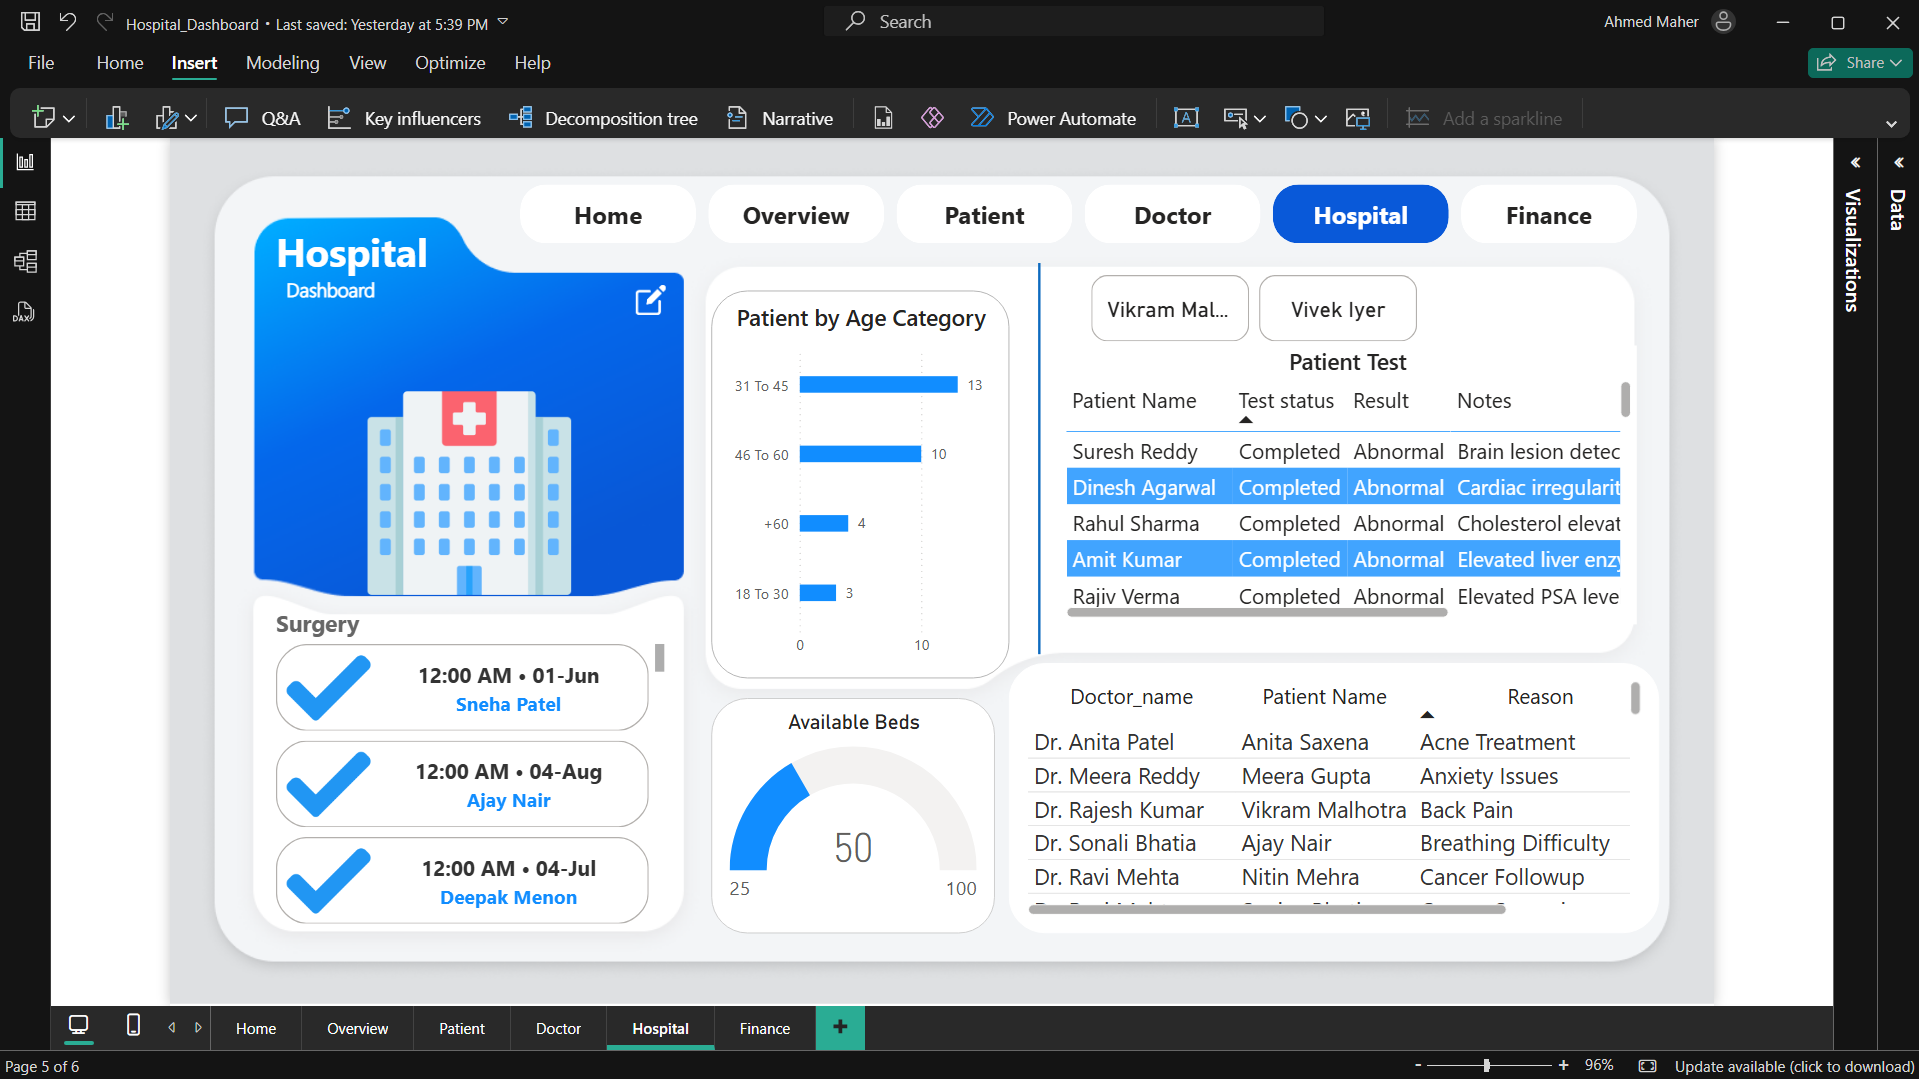 Hospital_Dashboard • Last saved: Yesterday at 5:39 PM
Search
Ahmed Maher
File
Home
Insert
Modeling
View
Optimize
Help
Share
Q&A
Key influencers
Decomposition tree
Narrative
Power Automate
Add a sparkline
Home
Overview
Patient
Doctor
Hospital
Finance
Hospital
Dashboard
Surgery
12:00 AM • 01-Jun
Sneha Patel
12:00 AM • 04-Aug
Ajay Nair
12:00 AM • 04-Jul
Deepak Menon
Patient by Age Category
31 To 45 13
46 To 60 10
+60 4
18 To 30 3
0 10
Available Beds
50
25 100
Vikram Mal...
Vivek Iyer
Patient Test
Patient Name Test status Result Notes
Suresh Reddy Completed Abnormal Brain lesion detec
Dinesh Agarwal Completed Abnormal Cardiac irregularit
Rahul Sharma Completed Abnormal Cholesterol elevat
Amit Kumar Completed Abnormal Elevated liver enzy
Rajiv Verma Completed Abnormal Elevated PSA leve
Doctor_name Patient Name Reason
Dr. Anita Patel Anita Saxena Acne Treatment
Dr. Meera Reddy Meera Gupta Anxiety Issues
Dr. Rajesh Kumar Vikram Malhotra Back Pain
Dr. Sonali Bhatia Ajay Nair Breathing Difficulty
Dr. Ravi Mehta Nitin Mehra Cancer Followup
Visualizations
Data
DAX
Home
Overview
Patient
Doctor
Hospital
Finance
+
Page 5 of 6
- + 96%
Update available (click to download)